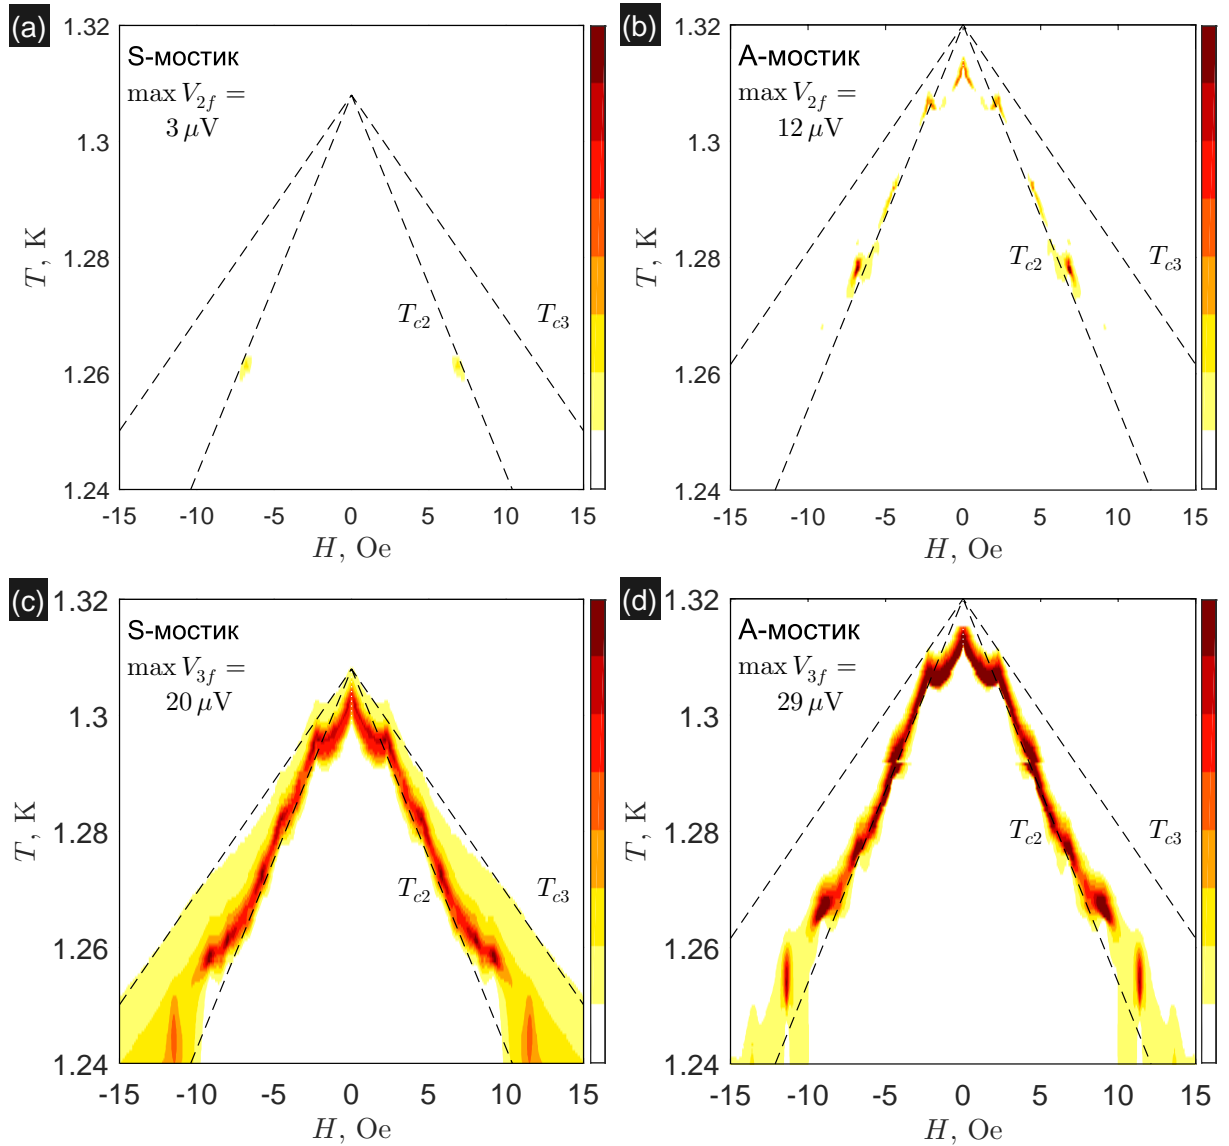 (a)
S-мостик
max V2f =
3 μV
Tc2
Tc3
1.32
1.3
1.28
1.26
1.24
T, K
-15 -10 -5 0 5 10 15
H, Oe
(b)
A-мостик
max V2f =
12 μV
Tc2
Tc3
1.32
1.3
1.28
1.26
1.24
T, K
-15 -10 -5 0 5 10 15
H, Oe
(c)
S-мостик
max V3f =
20 μV
Tc2
Tc3
1.32
1.3
1.28
1.26
1.24
T, K
-15 -10 -5 0 5 10 15
H, Oe
(d)
A-мостик
max V3f =
29 μV
Tc2
Tc3
1.32
1.3
1.28
1.26
1.24
T, K
-15 -10 -5 0 5 10 15
H, Oe